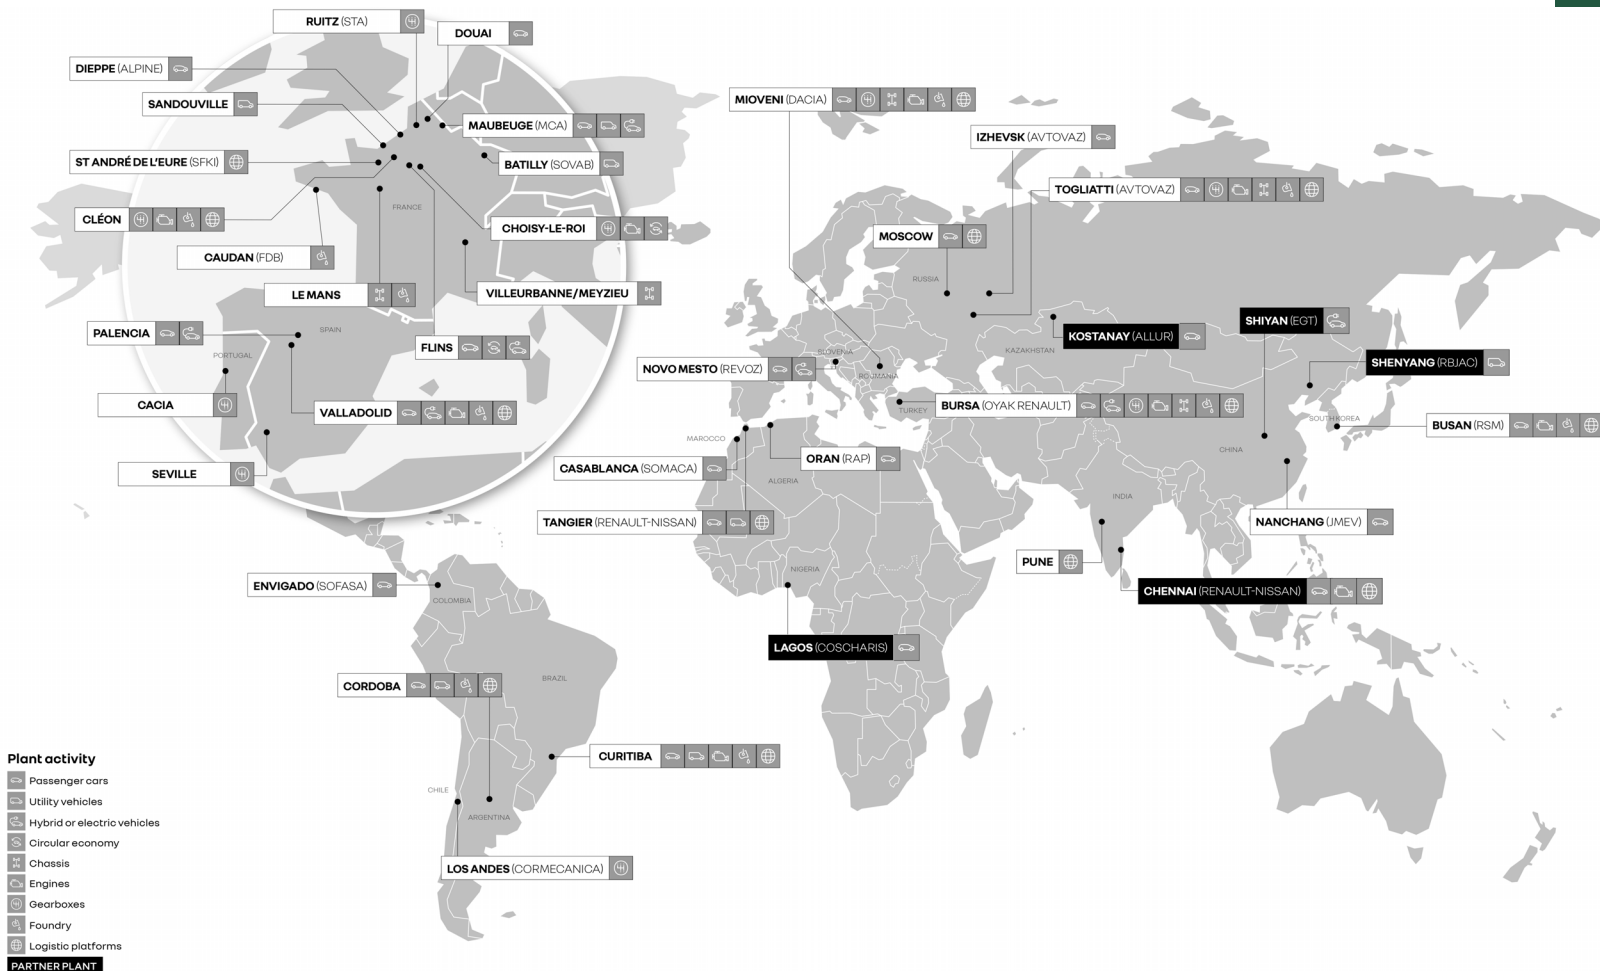 RUITZ (STA)
DOUAI
DIEPPE (ALPINE)
SANDOUVILLE
MAUBEUGE (MCA)
ST ANDRÉ DE L'EURE (SFKI)
BATILLY (SOVAB)
FRANCE
CLÉON
CHOISY-LE-ROI
CAUDAN (FDB)
LE MANS
VILLEURBANNE/MEYZIEU
PALENCIA
SPAIN
PORTUGAL
FLINS
CACIA
VALLADOLID
SEVILLE
MIOVENI (DACIA)
IZHEVSK (AVTOVAZ)
TOGLIATTI (AVTOVAZ)
MOSCOW
RUSSIA
SHIYAN (EGT)
KOSTANAY (ALLUR)
KAZAKHSTAN
SLOVENIA
SHENYANG (RBJAC)
NOVO MESTO (REVOZ)
ROUMANIA
BURSA (OYAK RENAULT)
TURKEY
SOUTH KOREA
BUSAN (RSM)
MAROCCO
CHINA
CASABLANCA (SOMACA)
ORAN (RAP)
ALGERIA
INDIA
TANGIER (RENAULT-NISSAN)
NANCHANG (JMEV)
PUNE
NIGERIA
ENVIGADO (SOFASA)
COLOMBIA
CHENNAI (RENAULT-NISSAN)
LAGOS (COSCHARIS)
BRAZIL
CORDOBA
CURITIBA
CHILE
ARGENTINA
LOS ANDES (CORMECANICA)
Plant activity
Passenger cars
Utility vehicles
Hybrid or electric vehicles
Circular economy
Chassis
Engines
Gearboxes
Foundry
Logistic platforms
PARTNER PLANT